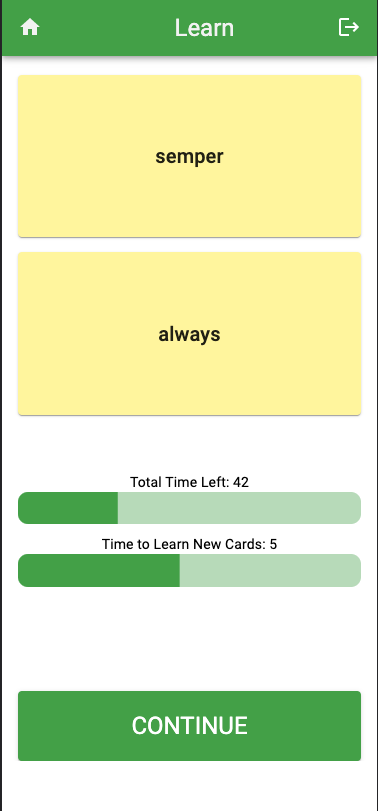 Learn
semper
always
Total Time Left: 42
Time to Learn New Cards: 5
CONTINUE